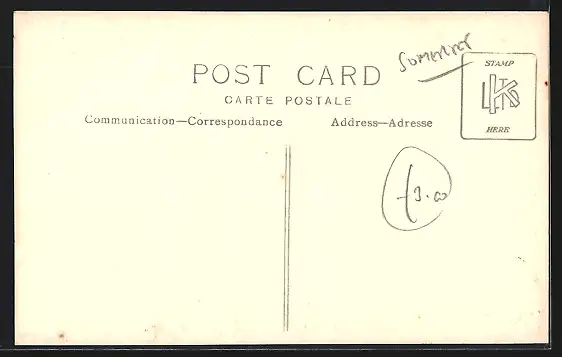 Somerset
POST CARD
CARTE POSTALE
STAMP
Communication—Correspondance
Address—Adresse
HERE
£3.00